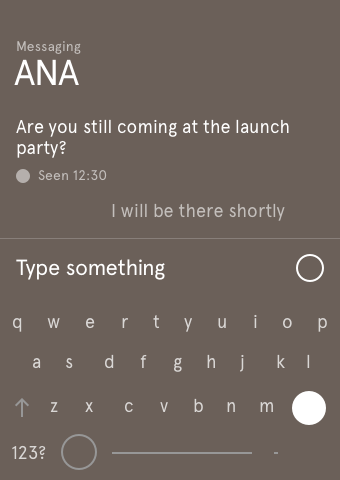 Messaging
ANA
Are you still coming at the launch
party?
Seen 12:30
I will be there shortly
Type something
q w e r t y u i o p
a s d f g h j k l
z x c v b n m
123? -